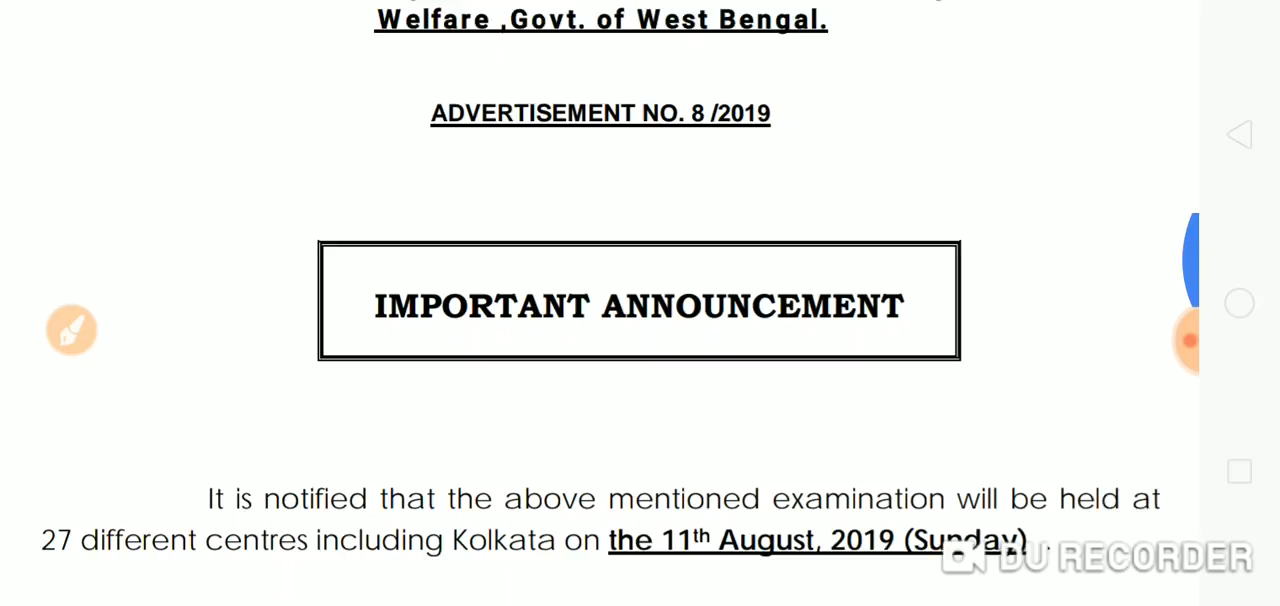 Welfare ,Govt. of West Bengal.
ADVERTISEMENT NO. 8 /2019
IMPORTANT ANNOUNCEMENT
It is notified that the above mentioned examination will be held at
27 different centres including Kolkata on the 11th August, 2019 (Sunday) .
DU RECORDER